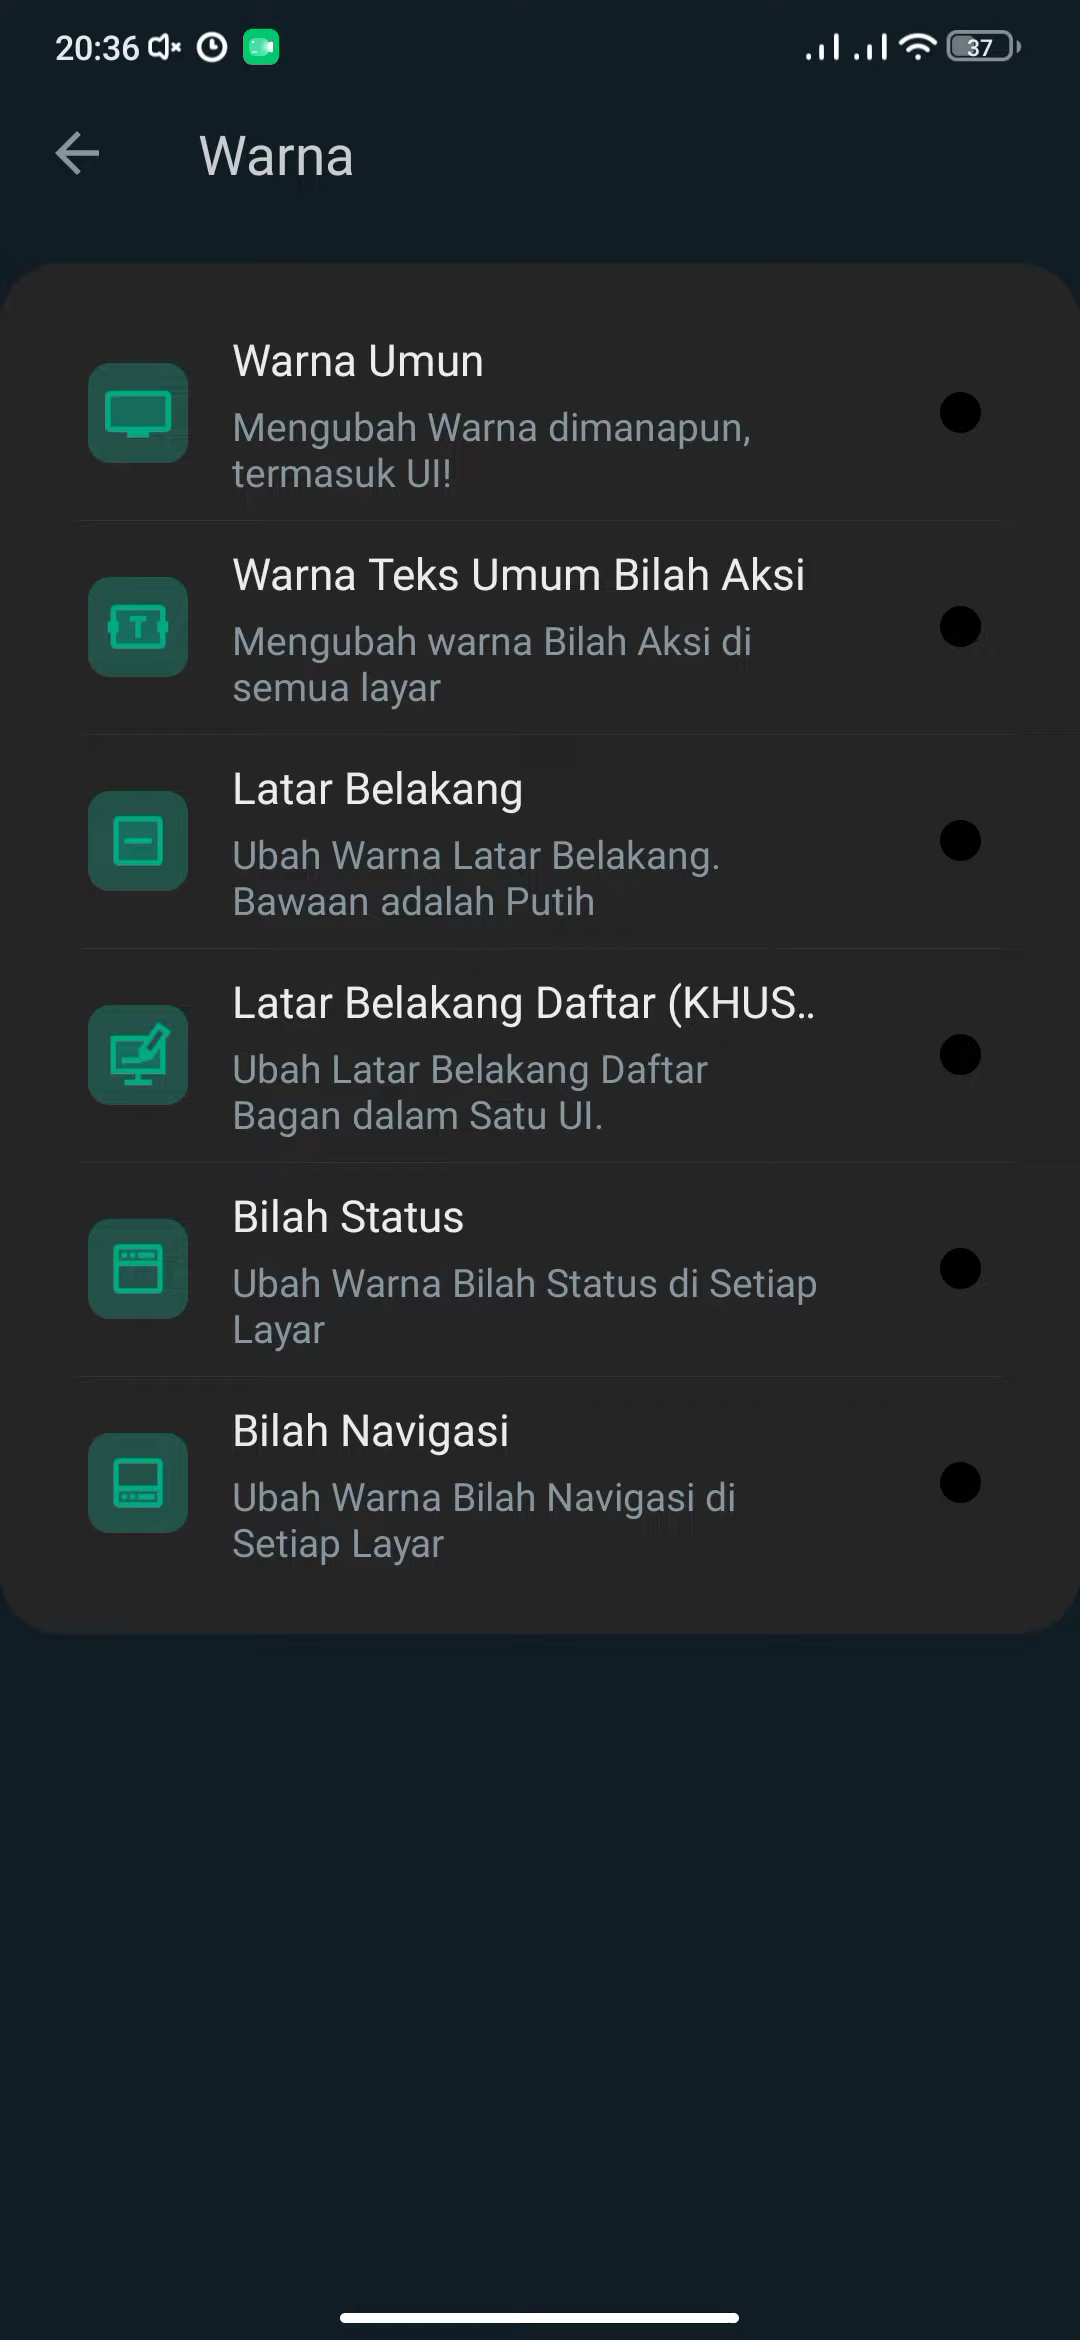 20:36
37
Warna
Warna Umun
Mengubah Warna dimanapun,
termasuk UI!
Warna Teks Umum Bilah Aksi
Mengubah warna Bilah Aksi di
semua layar
Latar Belakang
Ubah Warna Latar Belakang.
Bawaan adalah Putih
Latar Belakang Daftar (KHUS..
Ubah Latar Belakang Daftar
Bagan dalam Satu UI.
Bilah Status
Ubah Warna Bilah Status di Setiap
Layar
Bilah Navigasi
Ubah Warna Bilah Navigasi di
Setiap Layar